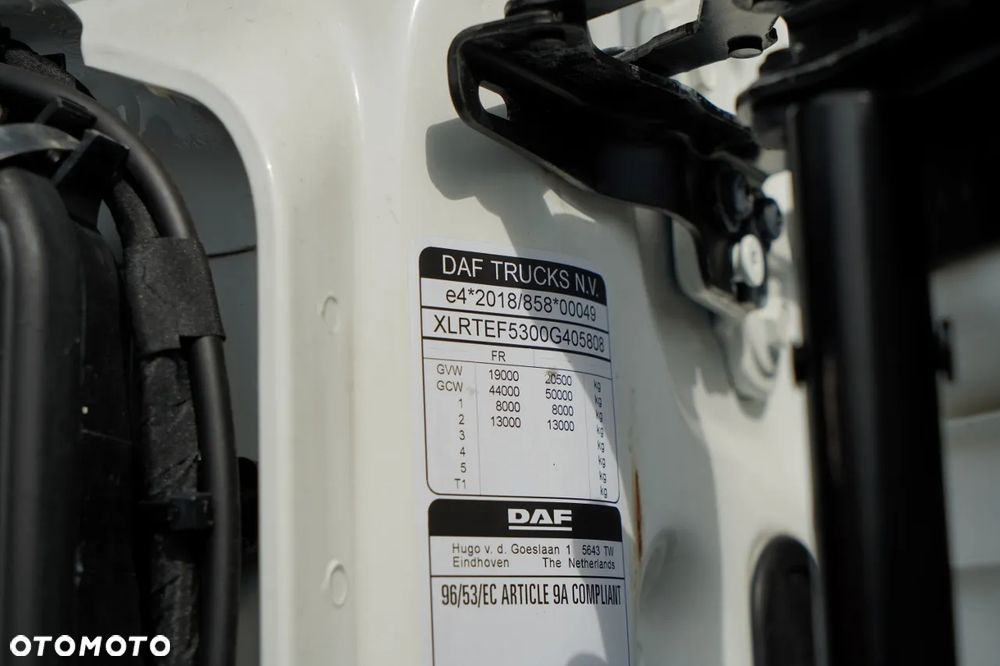 DAF TRUCKS N.V.
e4*2018/858*00049
XLRTEF5300G405808
FR
GVW 19000 20500 kg
GCW 44000 50000 kg
1 8000 8000 kg
2 13000 13000 kg
3 kg
4 kg
5 kg
T1 kg
DAF
Hugo v. d. Goeslaan 1 5643 TW
Eindhoven The Netherlands
96/53/EC ARTICLE 9A COMPLIANT
OTOMOTO